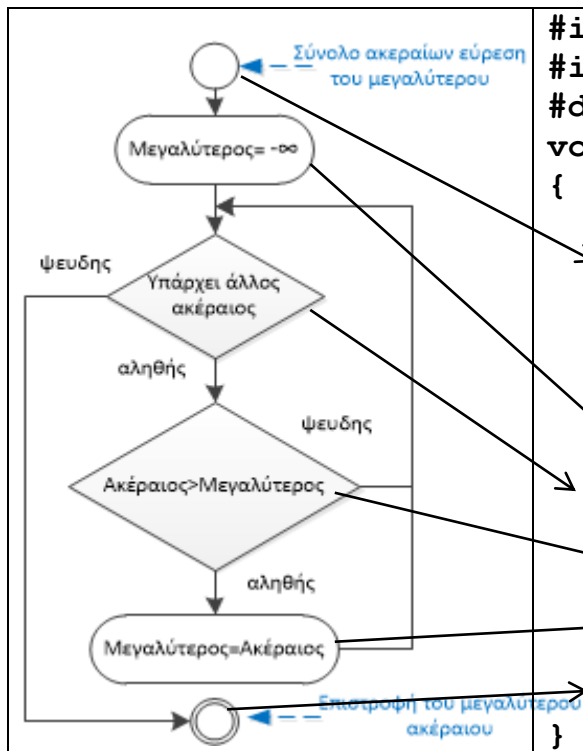 Σύνολο ακεραίων εύρεση
του μεγαλύτερου
Μεγαλύτερος= -∞
ψευδης
Υπάρχει άλλος
ακέραιος
αληθής
ψευδης
Ακέραιος>Μεγαλύτερος
αληθής
Μεγαλύτερος=Ακέραιος
Επιστροφή του μεγαλύτερου
ακέραιου
#i
#i
#d
vo
{
}